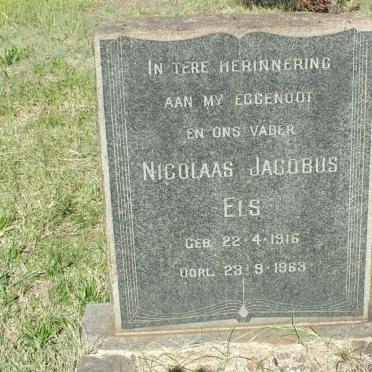 IN TERE HERINNERING
AAN MY EGGENOOT
EN ONS VADER
NICOLAAS JACOBUS
ELS
GEB. 22·4·1916
OORL. 23·9·1963